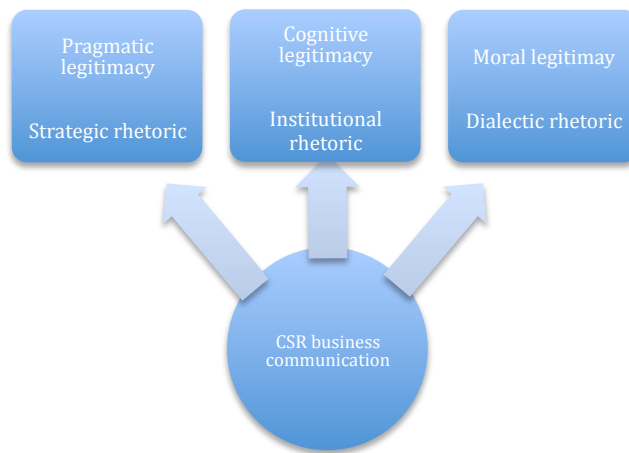 Pragmatic
legitimacy
Strategic rhetoric
Cognitive
legitimacy
Institutional
rhetoric
Moral legitimay
Dialectic rhetoric
CSR business
communication